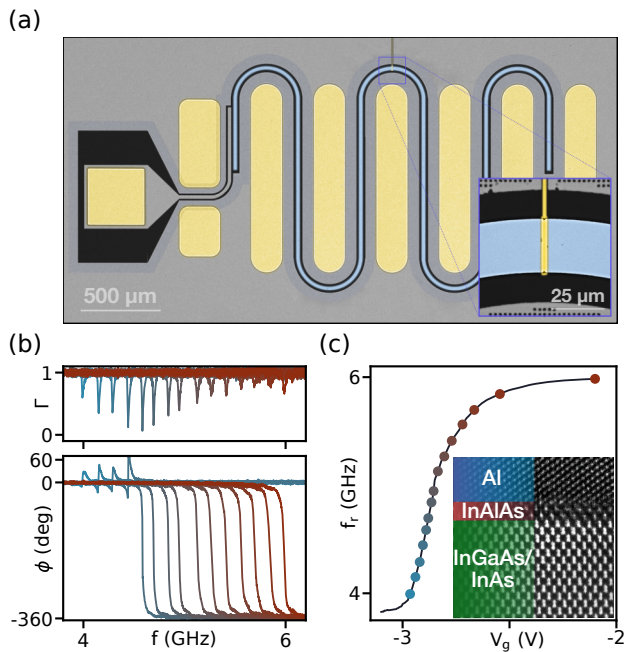 (a)
500 µm
25 µm
(b)
(c)
1
Γ
0
60
0
ϕ (deg)
-360
4
f (GHz)
6
6
f_r (GHz)
4
Al
InAlAs
InGaAs/
InAs
-3
V_g (V)
-2